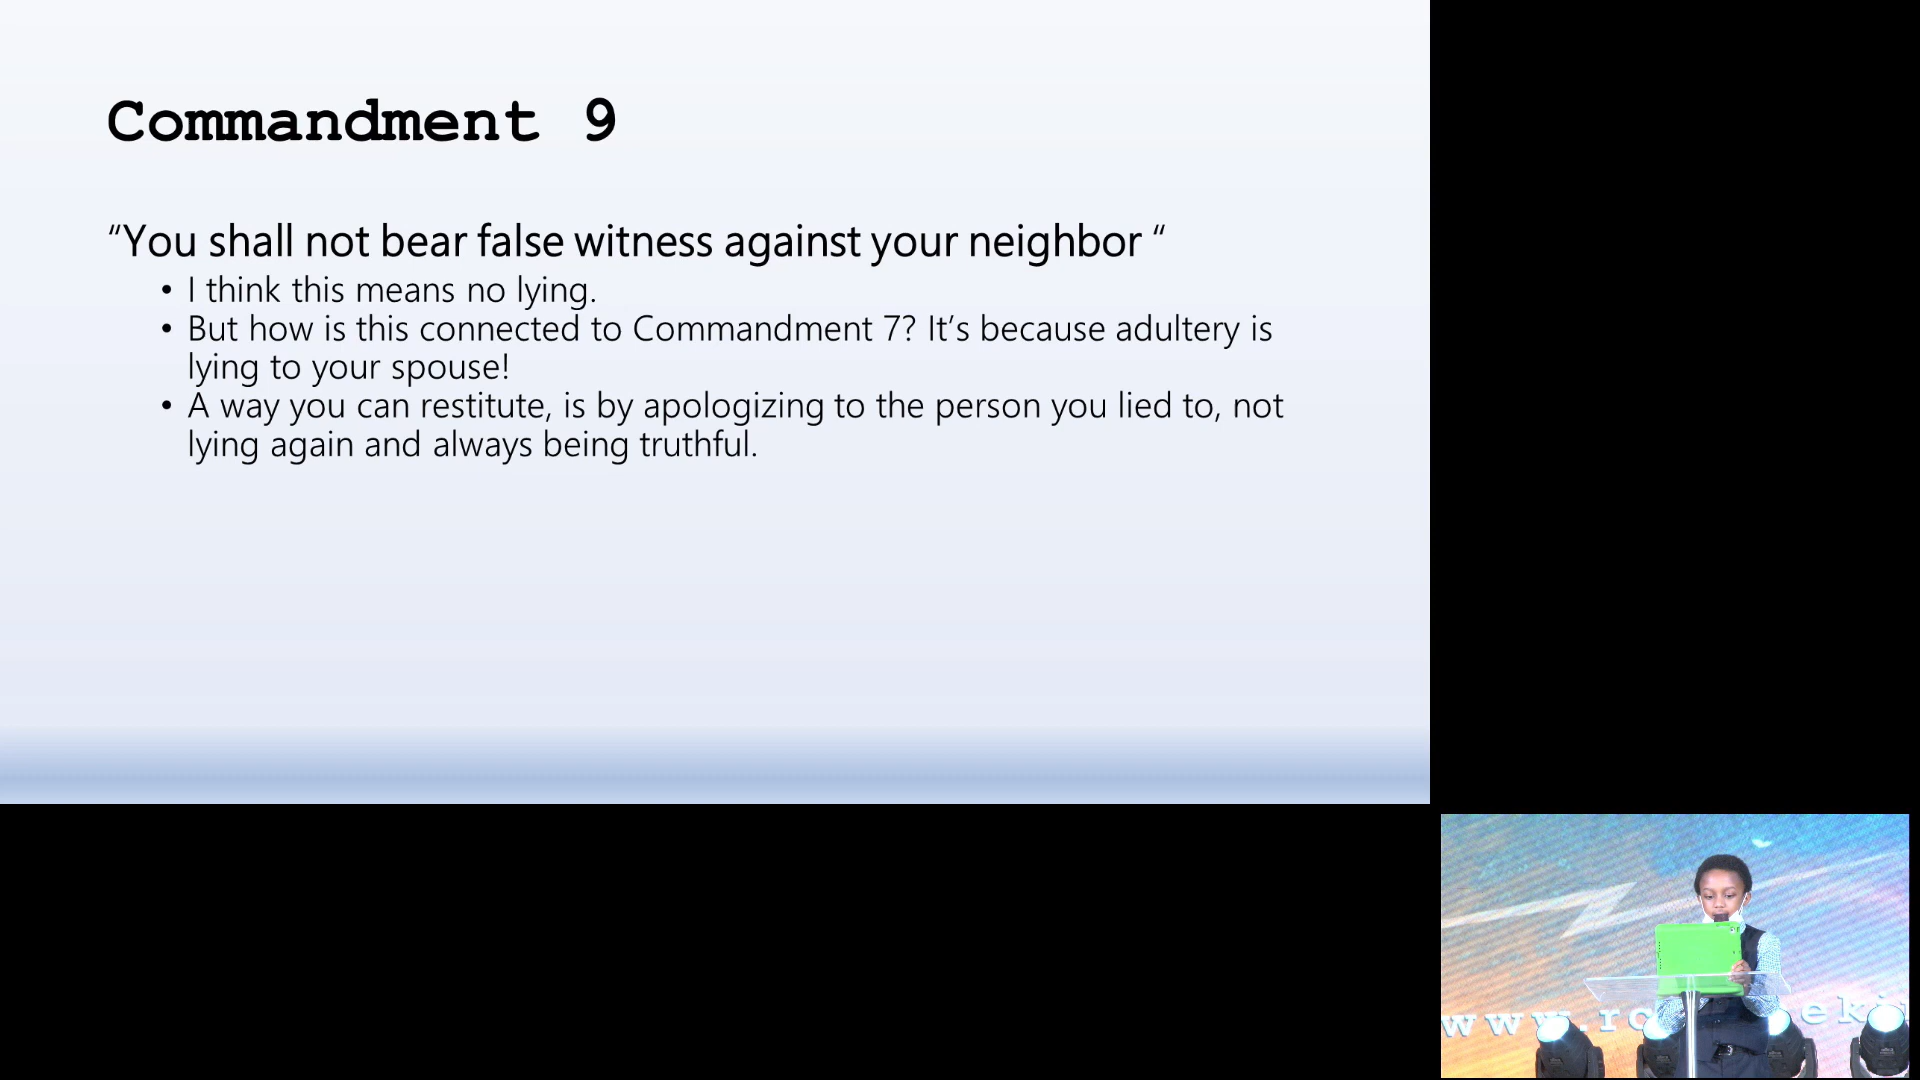 Commandment 9
“You shall not bear false witness against your neighbor “
• I think this means no lying.
• But how is this connected to Commandment 7? It’s because adultery is
lying to your spouse!
• A way you can restitute, is by apologizing to the person you lied to, not
lying again and always being truthful.